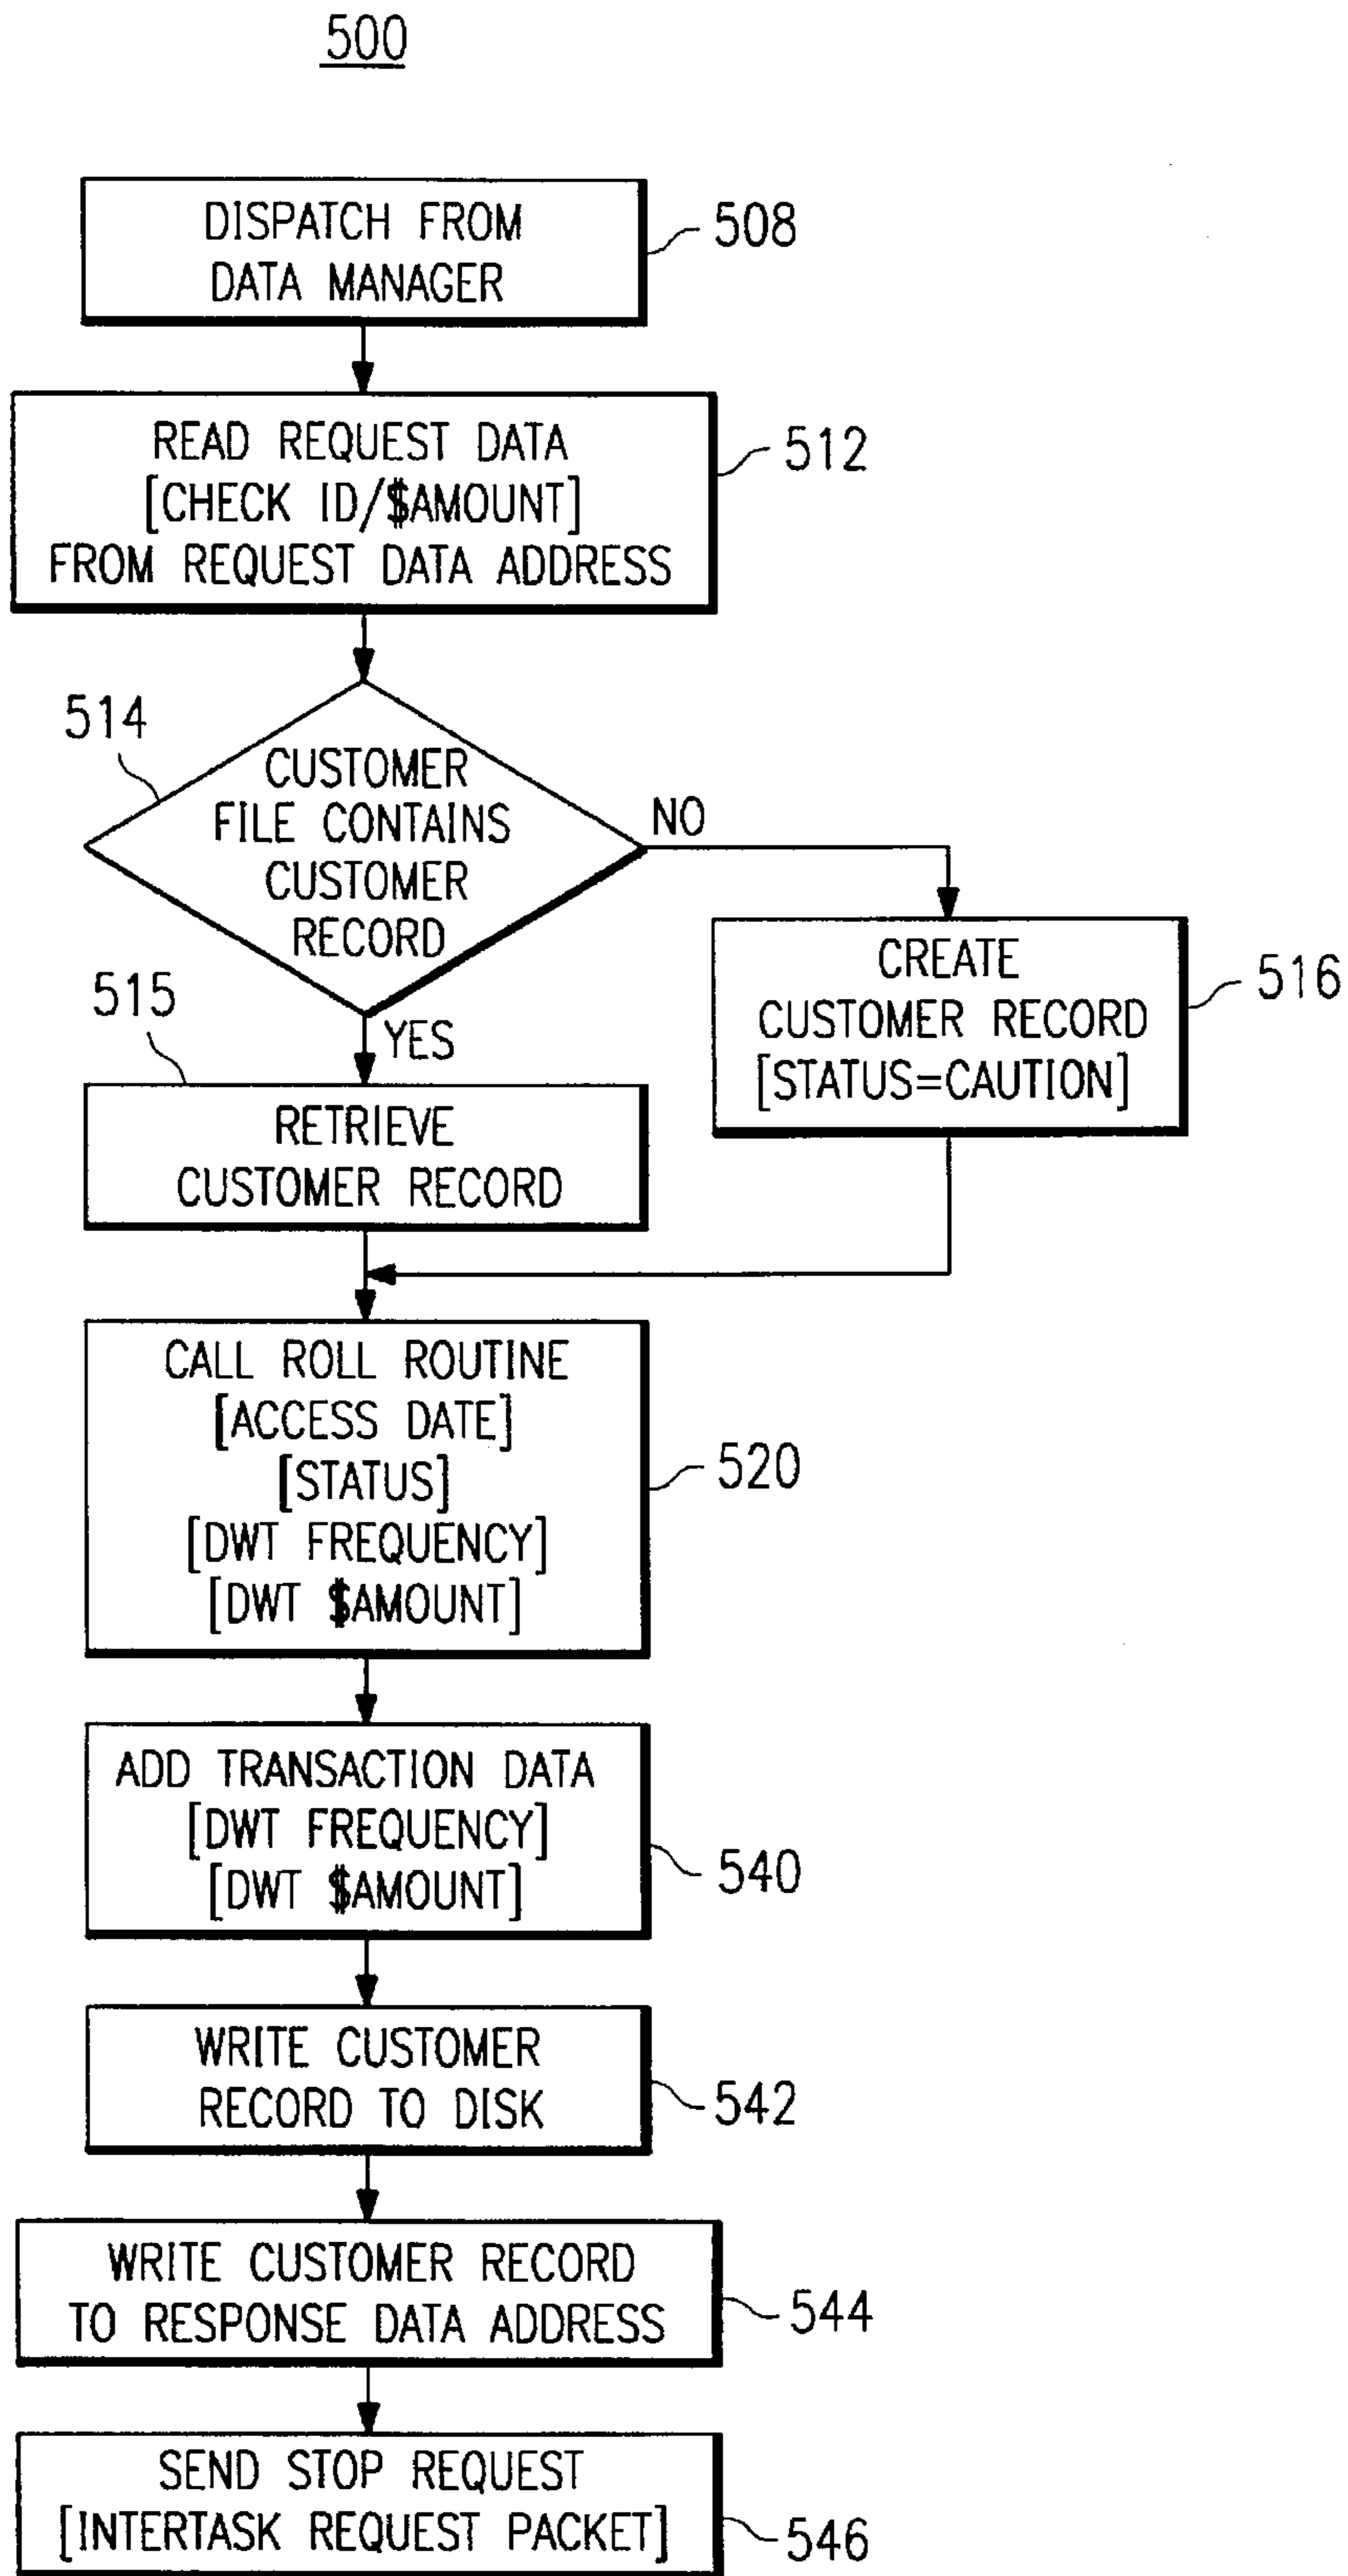 500
DISPATCH FROM
DATA MANAGER
508
READ REQUEST DATA
[CHECK ID/$AMOUNT]
FROM REQUEST DATA ADDRESS
512
514
CUSTOMER
FILE CONTAINS
CUSTOMER
RECORD
NO
YES
515
RETRIEVE
CUSTOMER RECORD
CREATE
CUSTOMER RECORD
[STATUS=CAUTION]
516
CALL ROLL ROUTINE
[ACCESS DATE]
[STATUS]
[DWT FREQUENCY]
[DWT $AMOUNT]
520
ADD TRANSACTION DATA
[DWT FREQUENCY]
[DWT $AMOUNT]
540
WRITE CUSTOMER
RECORD TO DISK
542
WRITE CUSTOMER RECORD
TO RESPONSE DATA ADDRESS
544
SEND STOP REQUEST
[INTERTASK REQUEST PACKET]
546